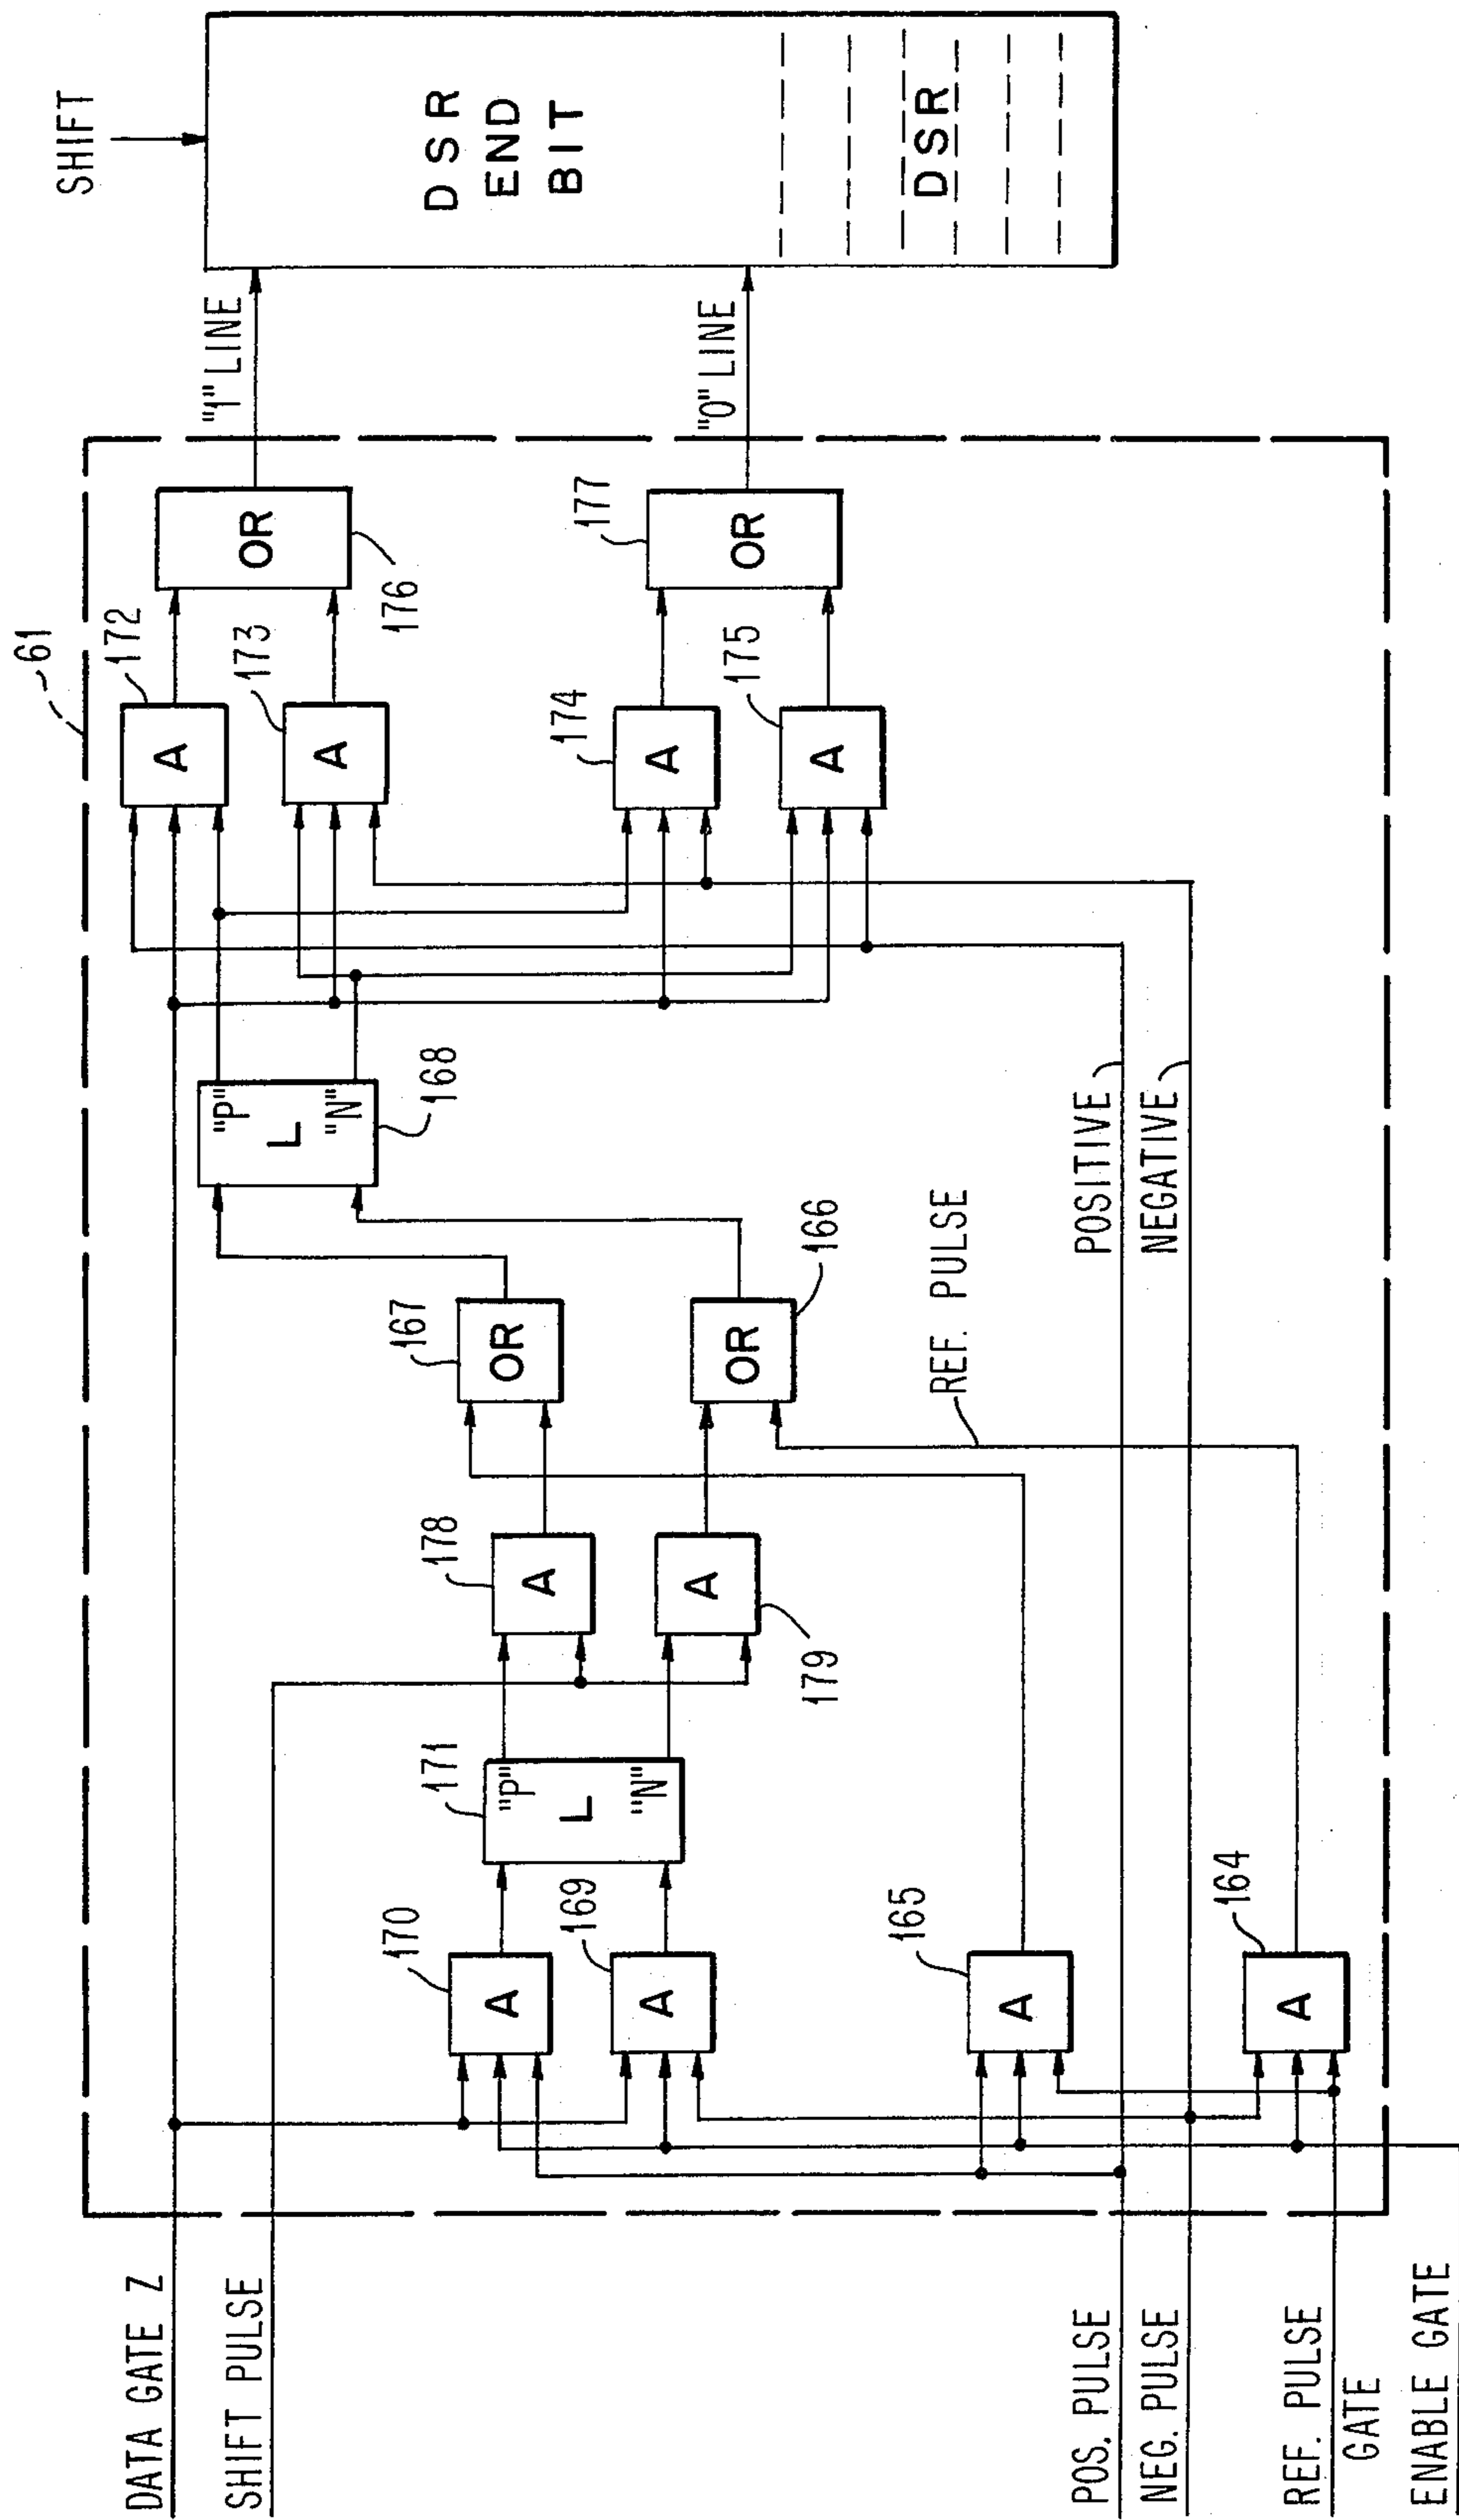 DATA GATE Z
SHIFT PULSE
POS. PULSE
NEG. PULSE
REF. PULSE
GATE
ENABLE GATE
61
170
A
169
A
165
A
164
A
171
"P"
L
"N"
178
A
179
A
167
OR
166
OR
REF. PULSE
POSITIVE
NEGATIVE
168
"P"
L
"N"
172
A
173
A
174
A
175
A
176
OR
177
OR
"1" LINE
"0" LINE
SHIFT
DSR
END
BIT
DSR